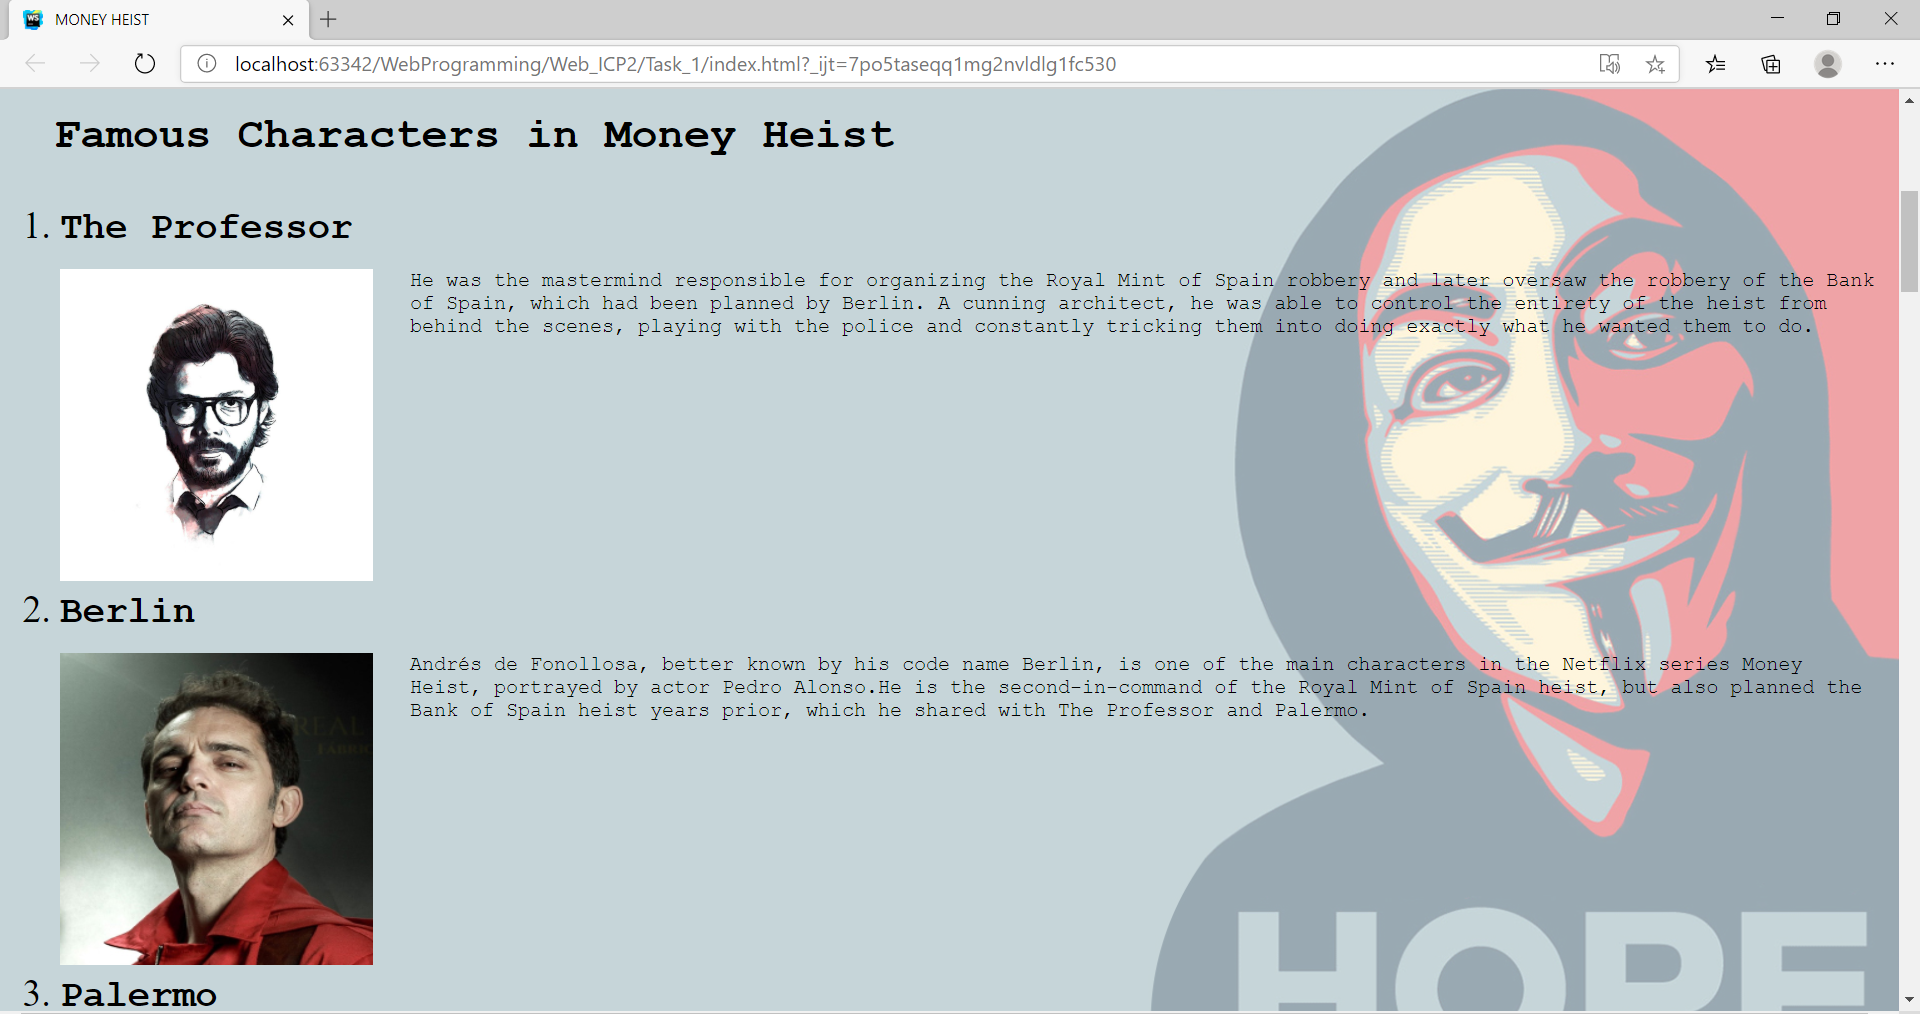 MONEY HEIST
localhost:63342/WebProgramming/Web_ICP2/Task_1/index.html?_ijt=7po5taseqq1mg2nvldlg1fc530
Famous Characters in Money Heist
1. The Professor
He was the mastermind responsible for organizing the Royal Mint of Spain robbery and later oversaw the robbery of the Bank
of Spain, which had been planned by Berlin. A cunning architect, he was able to control the entirety of the heist from
behind the scenes, playing with the police and constantly tricking them into doing exactly what he wanted them to do.
2. Berlin
Andrés de Fonollosa, better known by his code name Berlin, is one of the main characters in the Netflix series Money
Heist, portrayed by actor Pedro Alonso.He is the second-in-command of the Royal Mint of Spain heist, but also planned the
Bank of Spain heist years prior, which he shared with The Professor and Palermo.
REAL
3. Palermo
HOPE